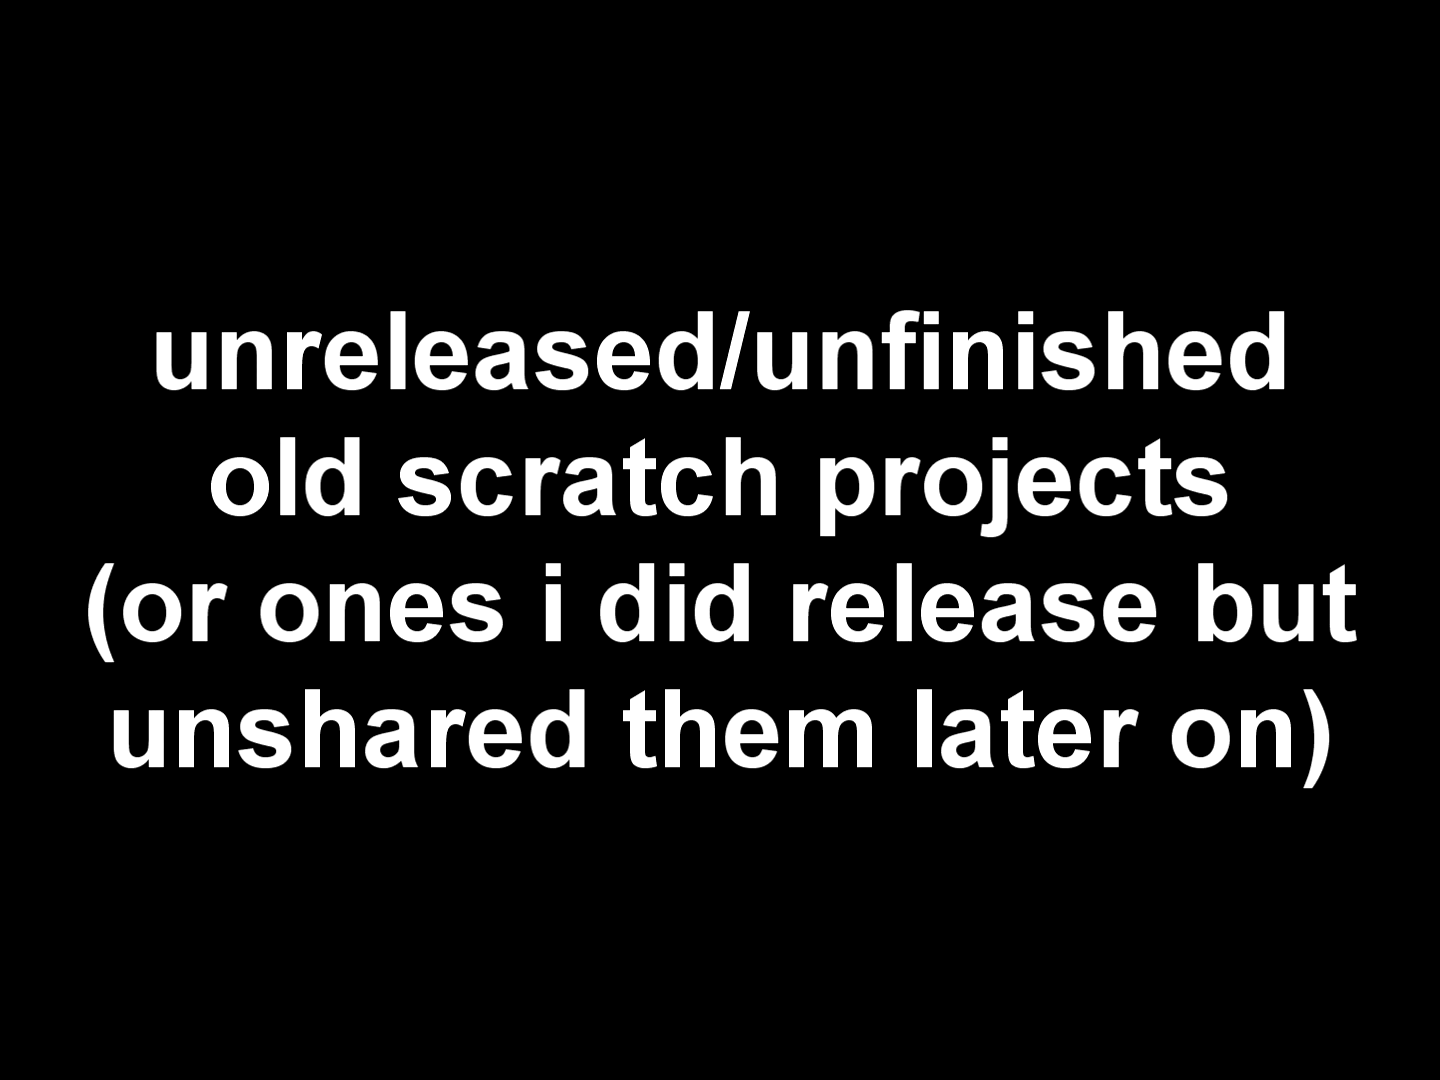 unreleased/unfinished
old scratch projects
(or ones i did release but
unshared them later on)